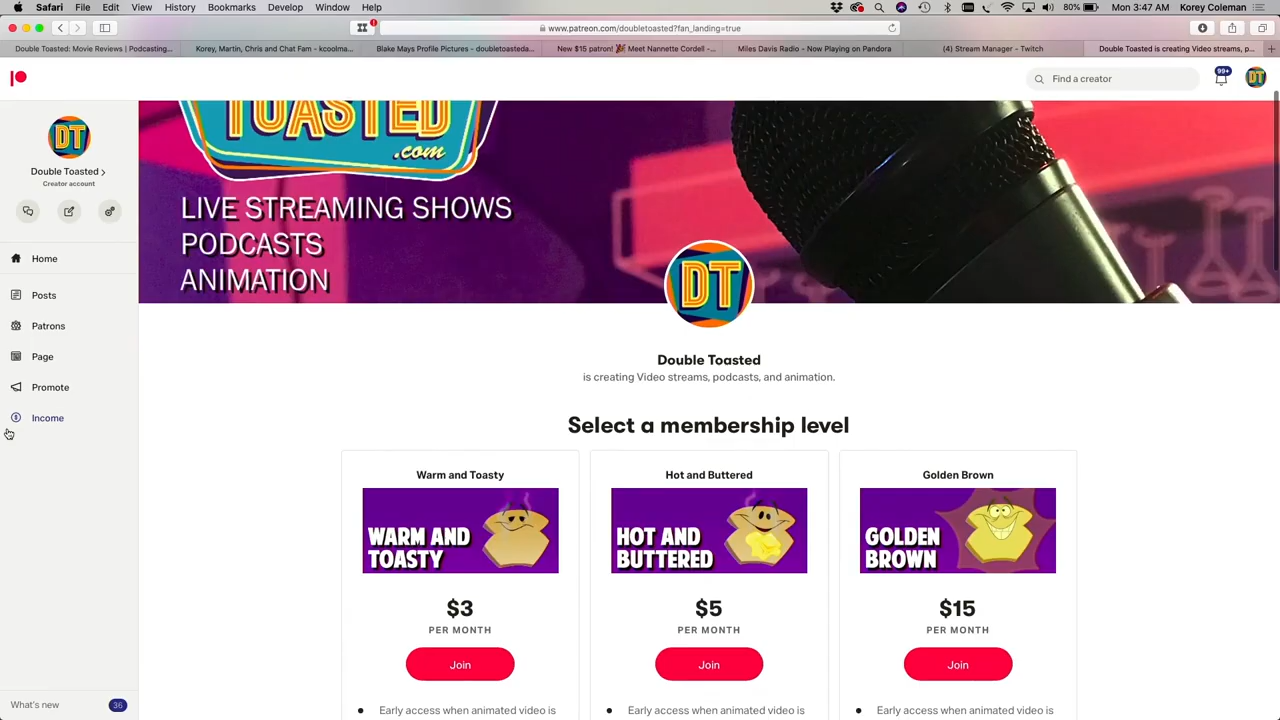 Safari File Edit View History Bookmarks Develop Window Help 80% Mon 3:47 AM Korey Coleman
www.patreon.com/doubletoasted?fan_landing=true
Double Toasted: Movie Reviews | Podcasting... Korey, Martin, Chris and Chat Fam - kcoolma... Blake Mays Profile Pictures - doubletoasteda... New $15 patron! 🎉 Meet Nannette Cordell -... Miles Davis Radio - Now Playing on Pandora (4) Stream Manager - Twitch Double Toasted is creating Video streams, p...
Find a creator 99+ DT
TOASTED
.com
LIVE STREAMING SHOWS
PODCASTS
ANIMATION
DT
Double Toasted
Creator account
Home
Posts
Patrons
Page
Promote
Income
What's new 36
DT
Double Toasted
is creating Video streams, podcasts, and animation.
Select a membership level
Warm and Toasty
WARM AND
TOASTY
$3
PER MONTH
Join
Early access when animated video is
Hot and Buttered
HOT AND
BUTTERED
$5
PER MONTH
Join
Early access when animated video is
Golden Brown
GOLDEN
BROWN
$15
PER MONTH
Join
Early access when animated video is